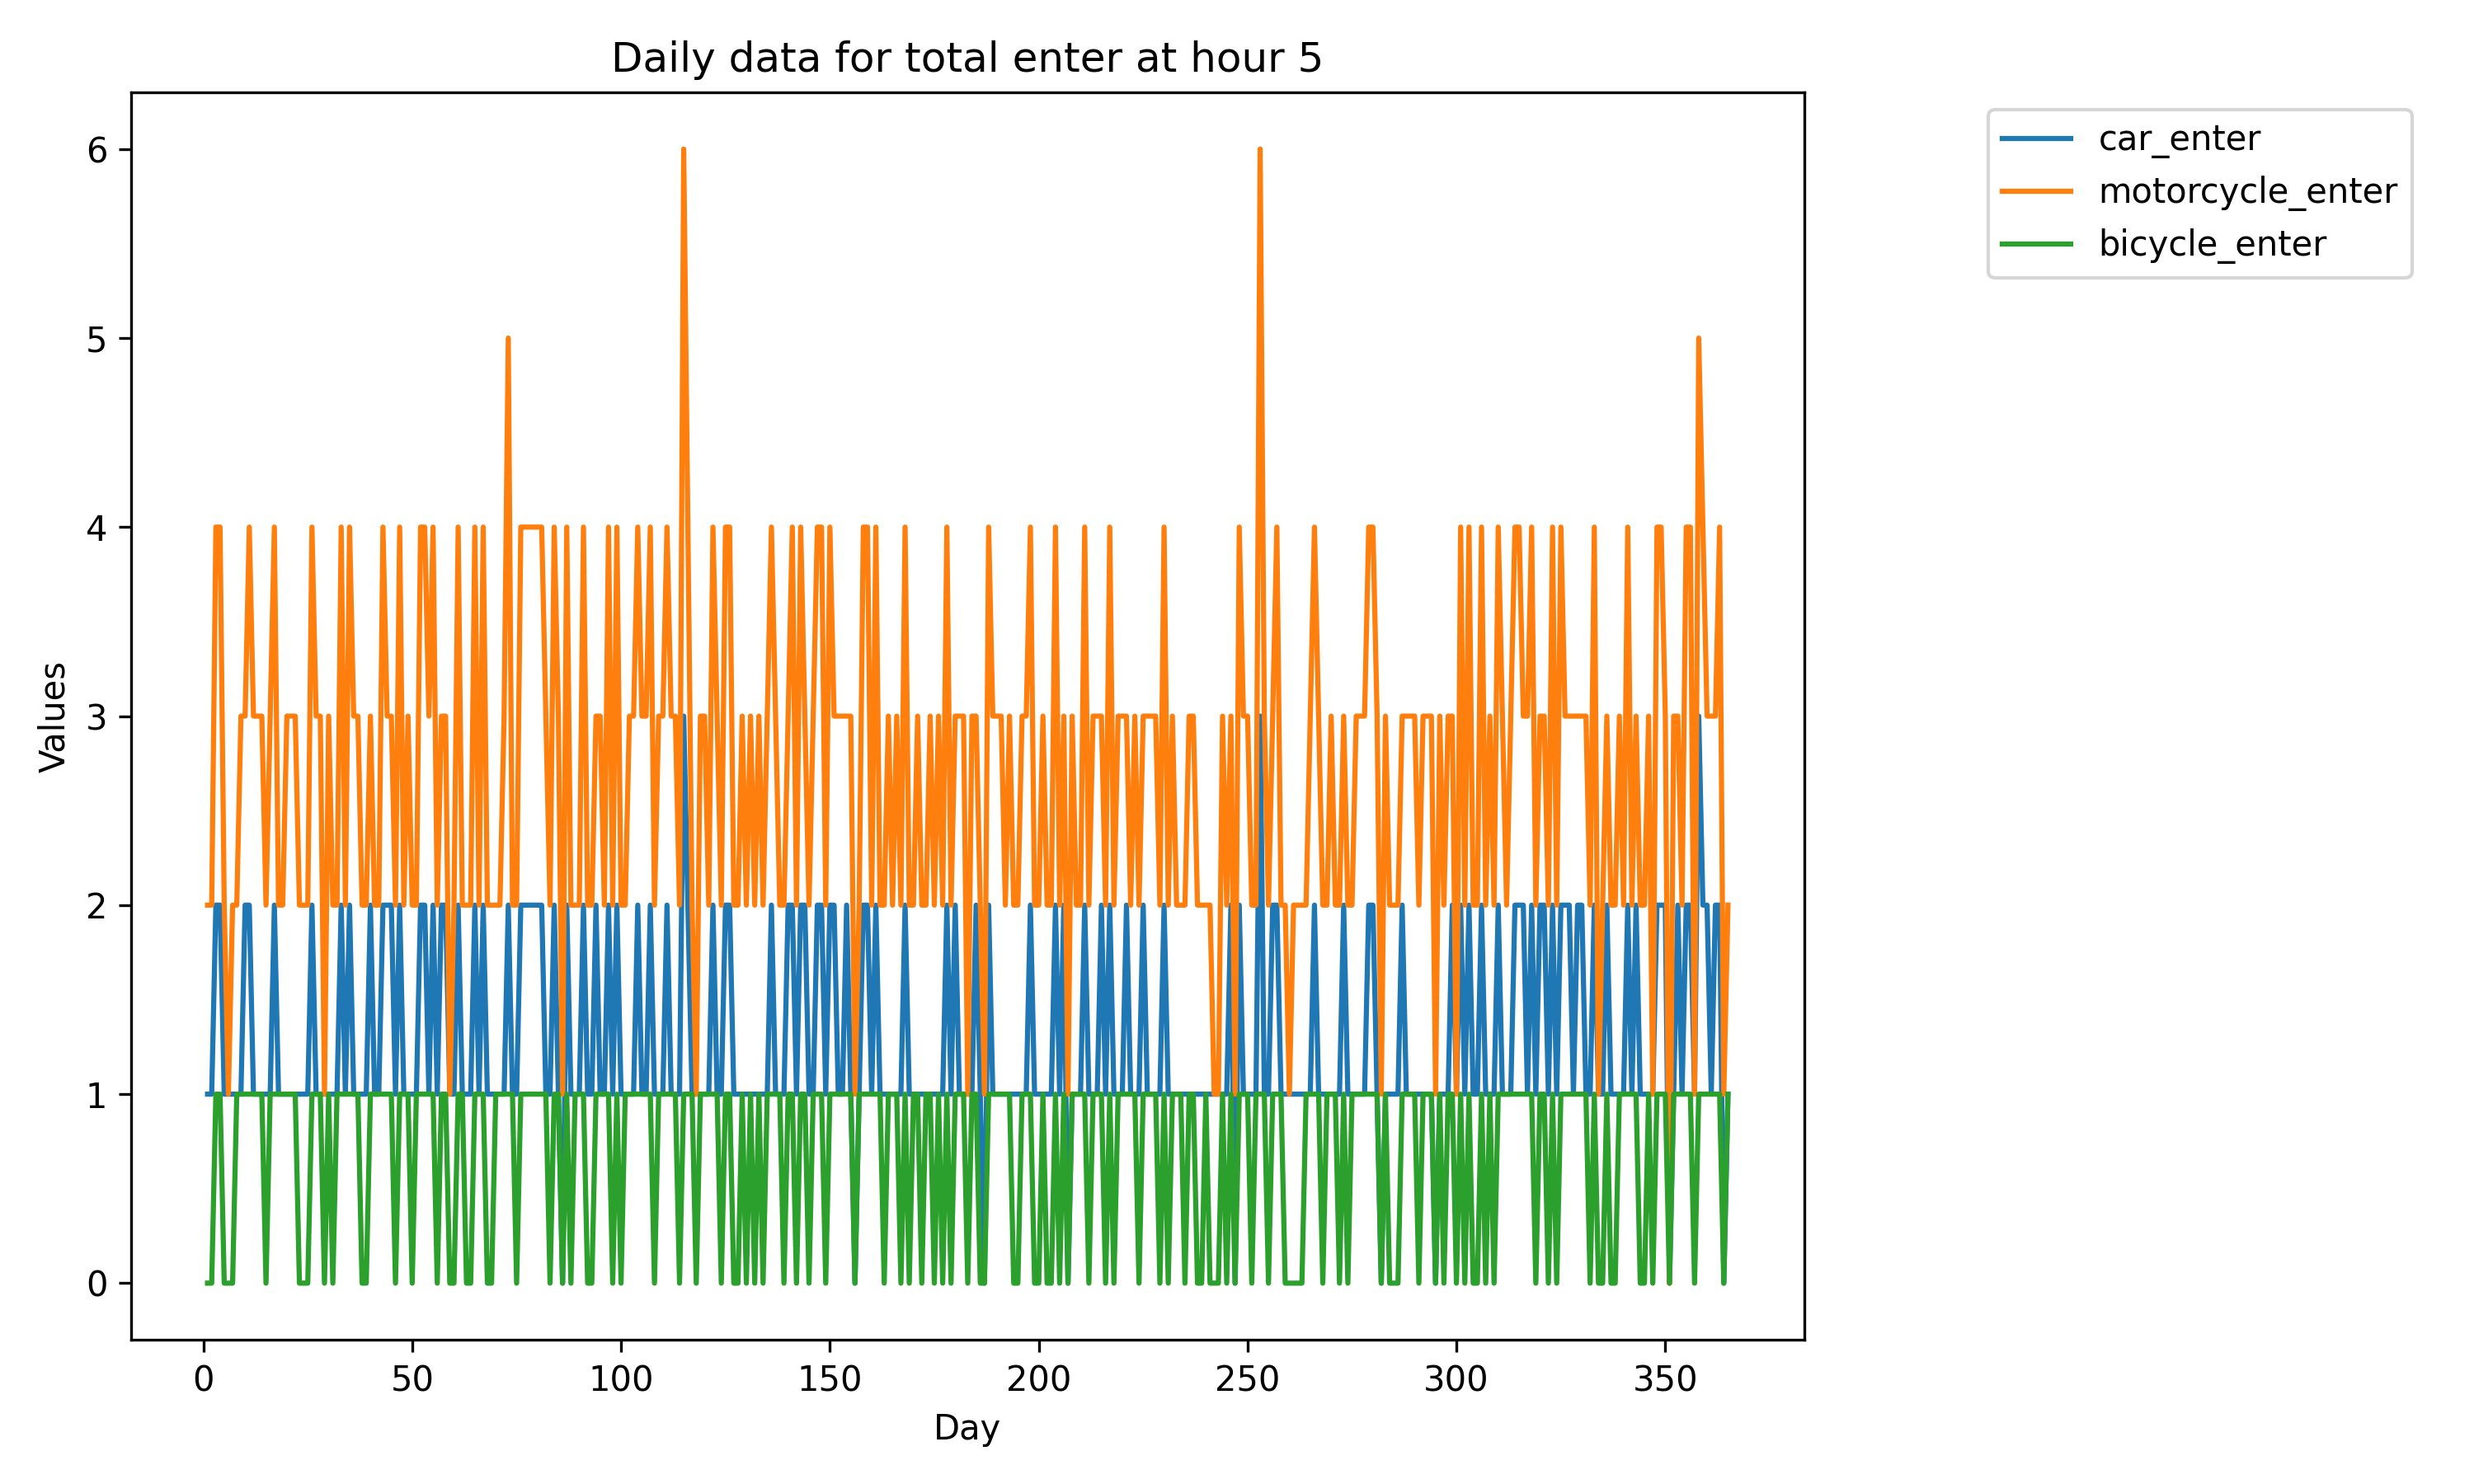 Daily data for total enter at hour 5
car_enter
motorcycle_enter
bicycle_enter
6
5
4
3
2
1
0
Values
0 50 100 150 200 250 300 350
Day